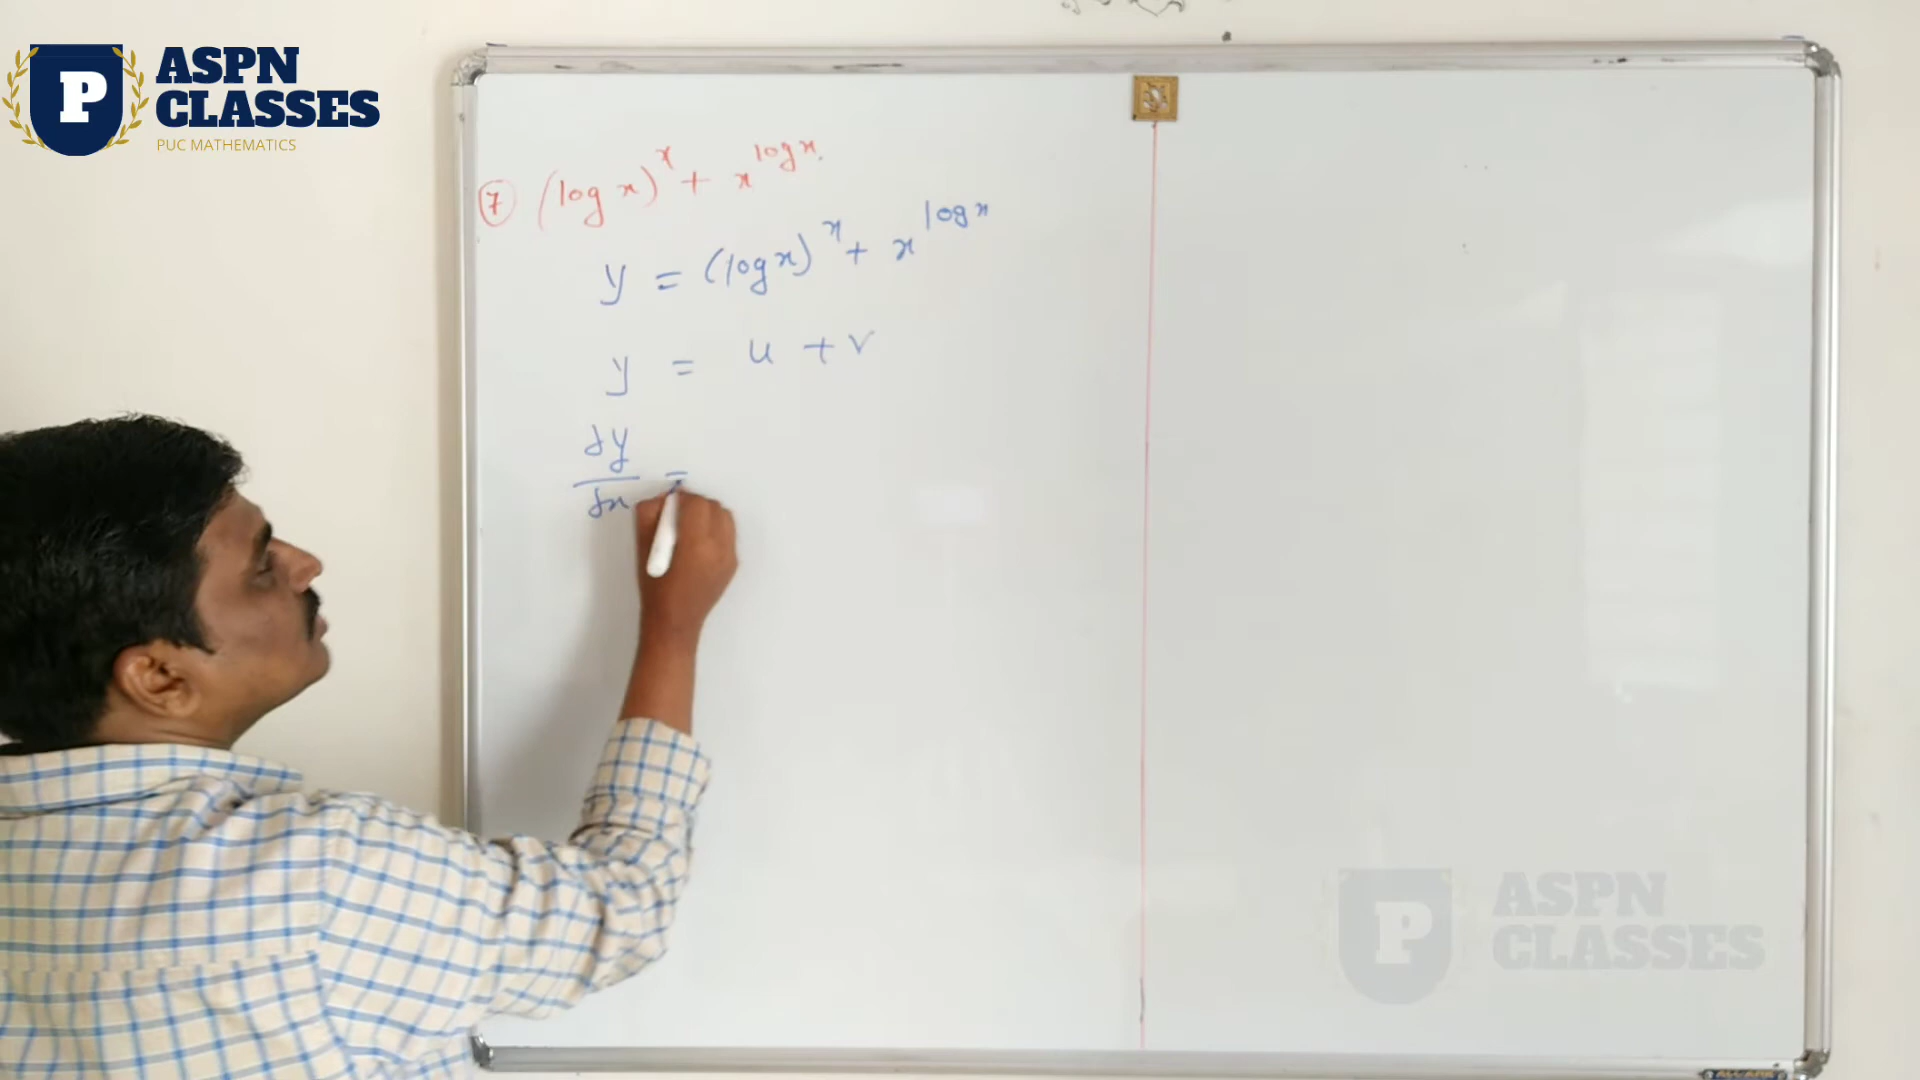 P
ASPN
CLASSES
PUC MATHEMATICS
⑦ (log x)^x + x^log x.
y = (log x)^x + x^log x
y = u + v
dy/dx =
P
ASPN
CLASSES